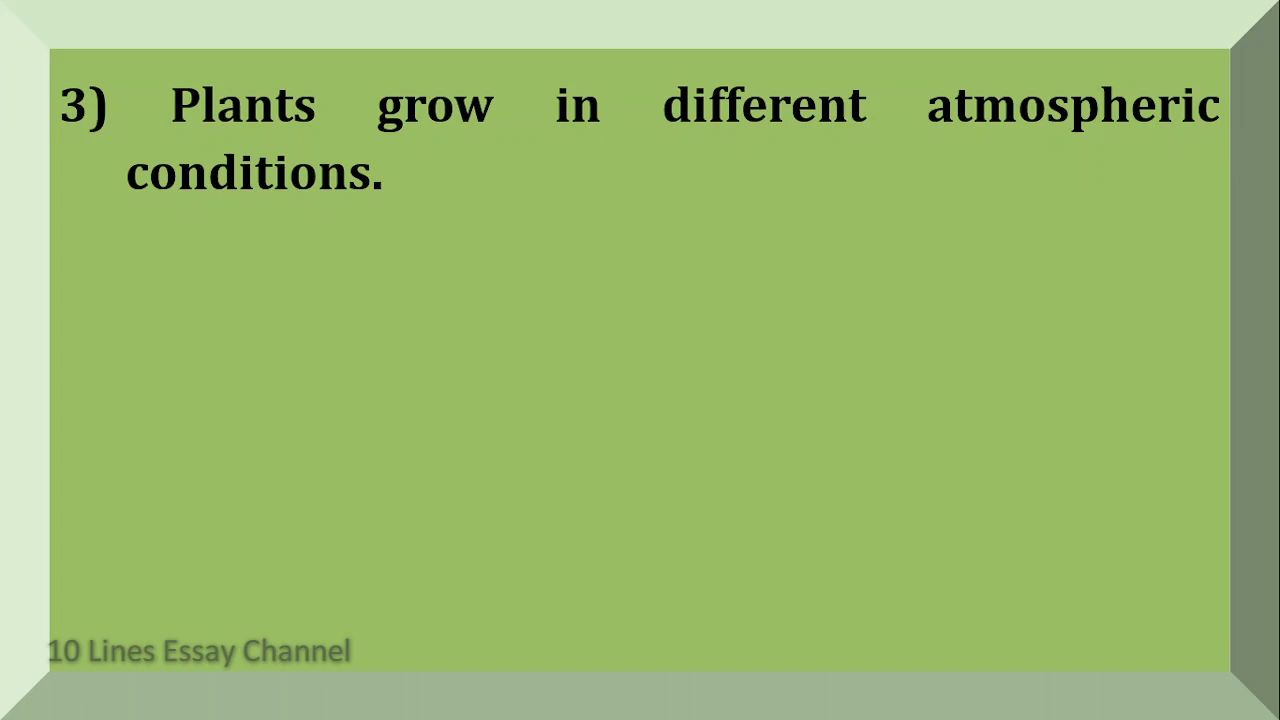 3) Plants grow in different atmospheric
conditions.
10 Lines Essay Channel